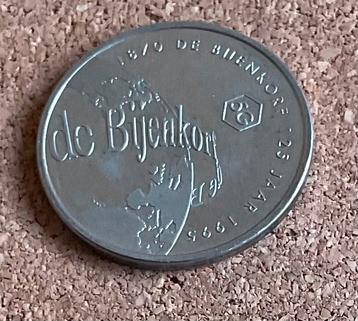 1870 DE BIJENKORF 125 JAAR 1995
de Bijenkorf